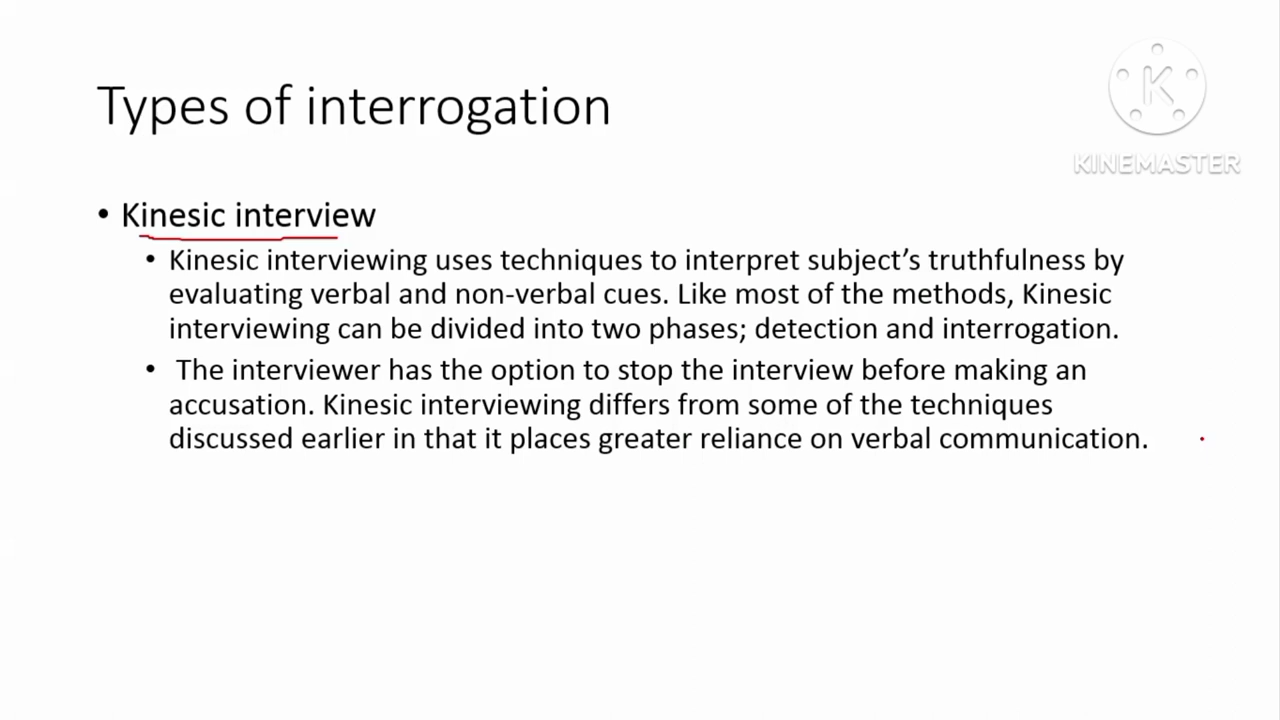 Types of interrogation
K
KINEMASTER
• Kinesic interview
• Kinesic interviewing uses techniques to interpret subject’s truthfulness by
evaluating verbal and non-verbal cues. Like most of the methods, Kinesic
interviewing can be divided into two phases; detection and interrogation.
• The interviewer has the option to stop the interview before making an
accusation. Kinesic interviewing differs from some of the techniques
discussed earlier in that it places greater reliance on verbal communication.